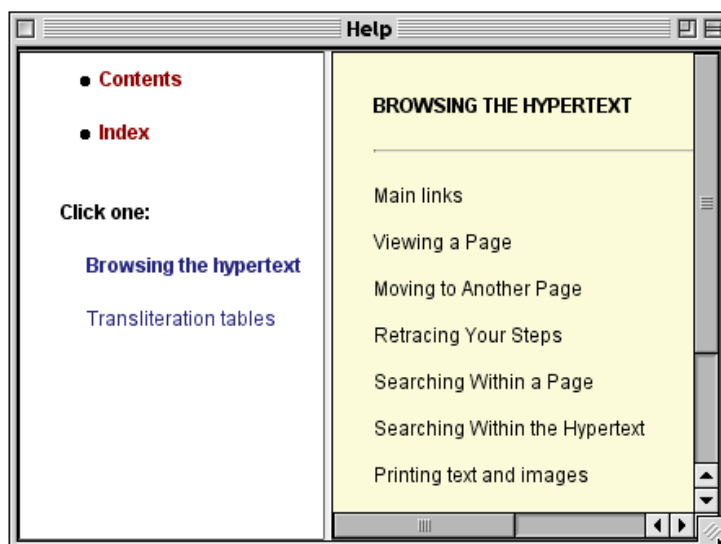 Help
Contents
Index
Click one:
Browsing the hypertext
Transliteration tables
BROWSING THE HYPERTEXT
Main links
Viewing a Page
Moving to Another Page
Retracing Your Steps
Searching Within a Page
Searching Within the Hypertext
Printing text and images